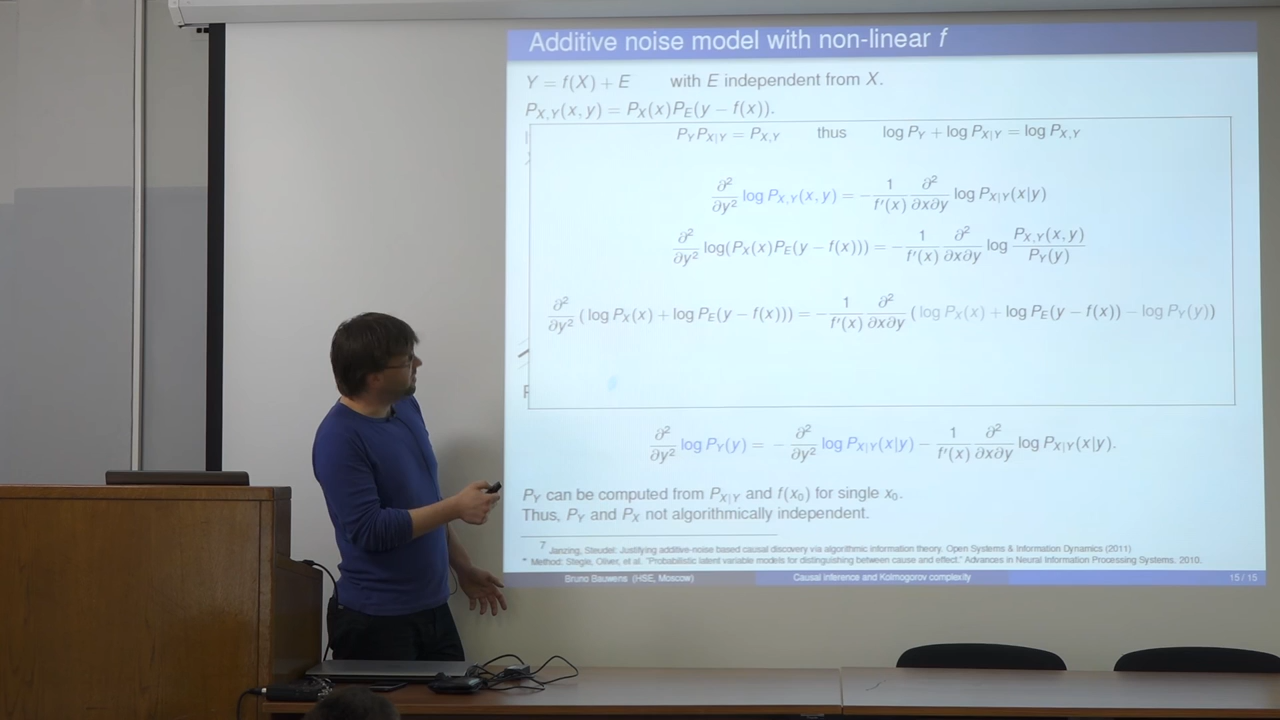 Additive noise model with non-linear f
Y = f(X) + E with E independent from X.
P_{X,Y}(x, y) = P_X(x)P_E(y − f(x)).
P_Y P_{X|Y} = P_{X,Y} thus log P_Y + log P_{X|Y} = log P_{X,Y}
∂²/∂y² log P_{X,Y}(x, y) = − 1/f′(x) ∂²/∂x∂y log P_{X|Y}(x|y)
∂²/∂y² log(P_X(x)P_E(y − f(x))) = − 1/f′(x) ∂²/∂x∂y log P_{X,Y}(x, y)/P_Y(y)
∂²/∂y² ( log P_X(x) + log P_E(y − f(x))) = − 1/f′(x) ∂²/∂x∂y ( log P_X(x) + log P_E(y − f(x)) − log P_Y(y))
∂²/∂y² log P_Y(y) = − ∂²/∂y² log P_{X|Y}(x|y) − 1/f′(x) ∂²/∂x∂y log P_{X|Y}(x|y).
P_Y can be computed from P_{X|Y} and f(x₀) for single x₀.
Thus, P_Y and P_X not algorithmically independent.
7 Janzing, Steudel: Justifying additive-noise based causal discovery via algorithmic information theory. Open Systems & Information Dynamics (2011)
Method: Stegle, Oliver, et al. "Probabilistic latent variable models for distinguishing between cause and effect." Advances in Neural Information Processing Systems. 2010.
Bruno Bauwens (HSE, Moscow) Causal inference and Kolmogorov complexity 15 / 15